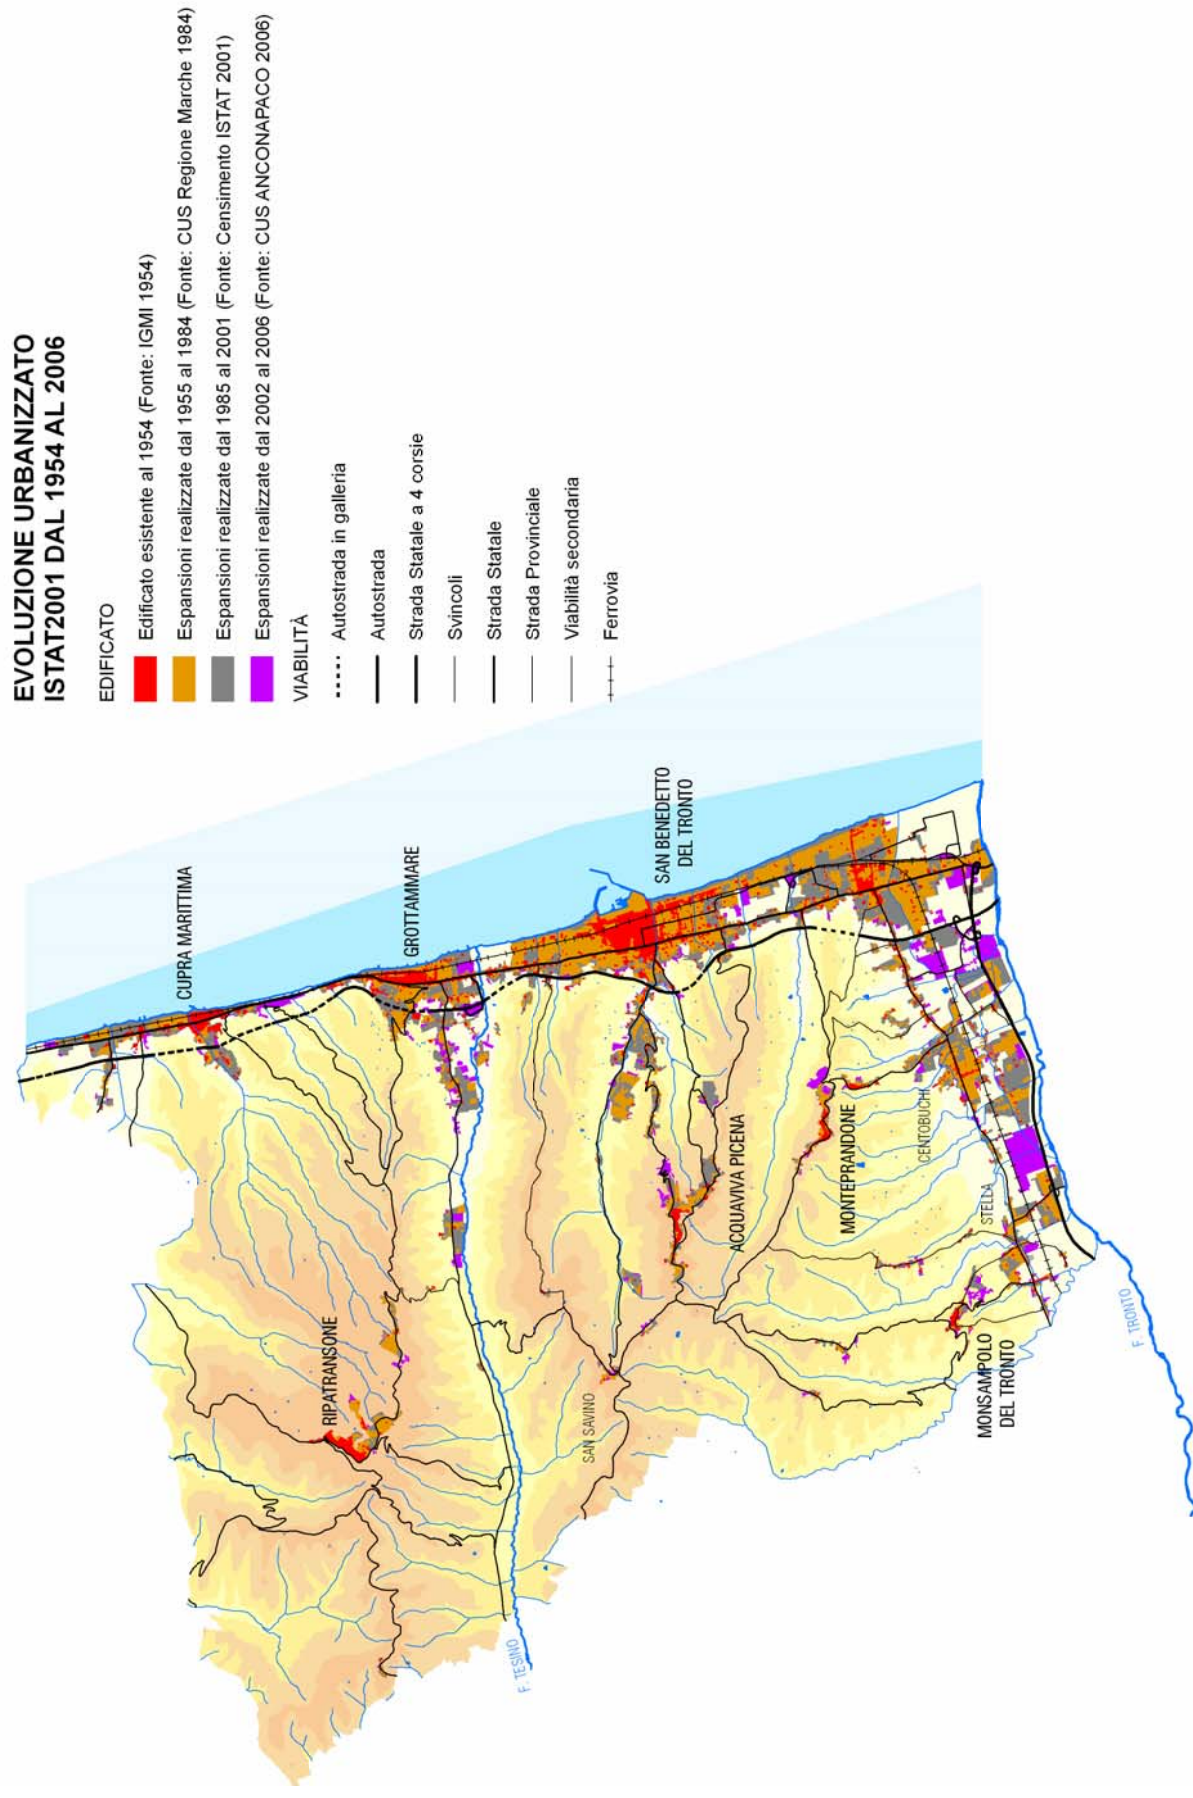 EVOLUZIONE URBANIZZATO
ISTAT2001 DAL 1954 AL 2006
EDIFICATO
Edificato esistente al 1954 (Fonte: IGMI 1954)
Espansioni realizzate dal 1955 al 1984 (Fonte: CUS Regione Marche 1984)
Espansioni realizzate dal 1985 al 2001 (Fonte: Censimento ISTAT 2001)
Espansioni realizzate dal 2002 al 2006 (Fonte: CUS ANCONAPACO 2006)
VIABILITÀ
Autostrada in galleria
Autostrada
Strada Statale a 4 corsie
Svincoli
Strada Statale
Strada Provinciale
Viabilità secondaria
Ferrovia
CUPRA MARITTIMA
GROTTAMMARE
SAN BENEDETTO
DEL TRONTO
RIPATRANSONE
ACQUAVIVA PICENA
MONTEPRANDONE
CENTOBUCHI
STELLA
SAN SAVINO
MONSAMPOLO
DEL TRONTO
F. TESINO
F. TRONTO